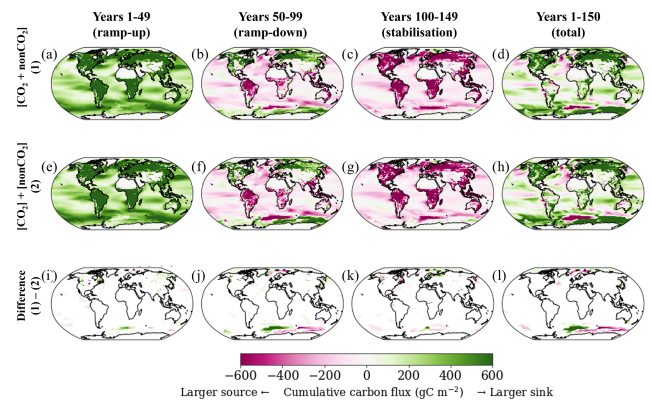 Years 1-49 Years 50-99 Years 100-149 Years 1-150
(ramp-up) (ramp-down) (stabilisation) (total)
[CO₂ + nonCO₂]
(1)
(a) (b) (c) (d)
[CO₂] + [nonCO₂]
(2)
(e) (f) (g) (h)
Difference
(1) – (2)
(i) (j) (k) (l)
−600 −400 −200 0 200 400 600
Larger source ← Cumulative carbon flux (gC m⁻²) → Larger sink